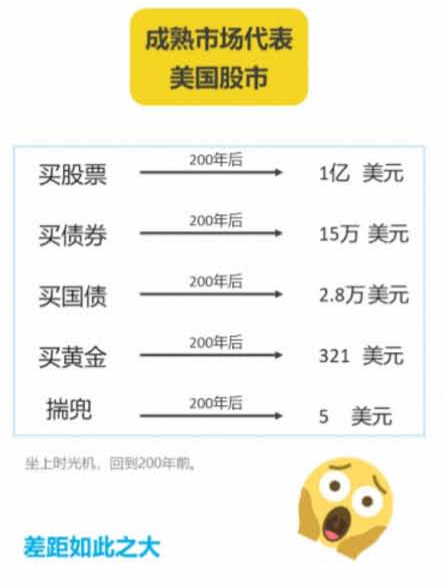 成熟市场代表
美国股市
买股票 200年后 1亿 美元
买债券 200年后 15万 美元
买国债 200年后 2.8万美元
买黄金 200年后 321 美元
揣兜 200年后 5 美元
坐上时光机，回到200年前。
差距如此之大